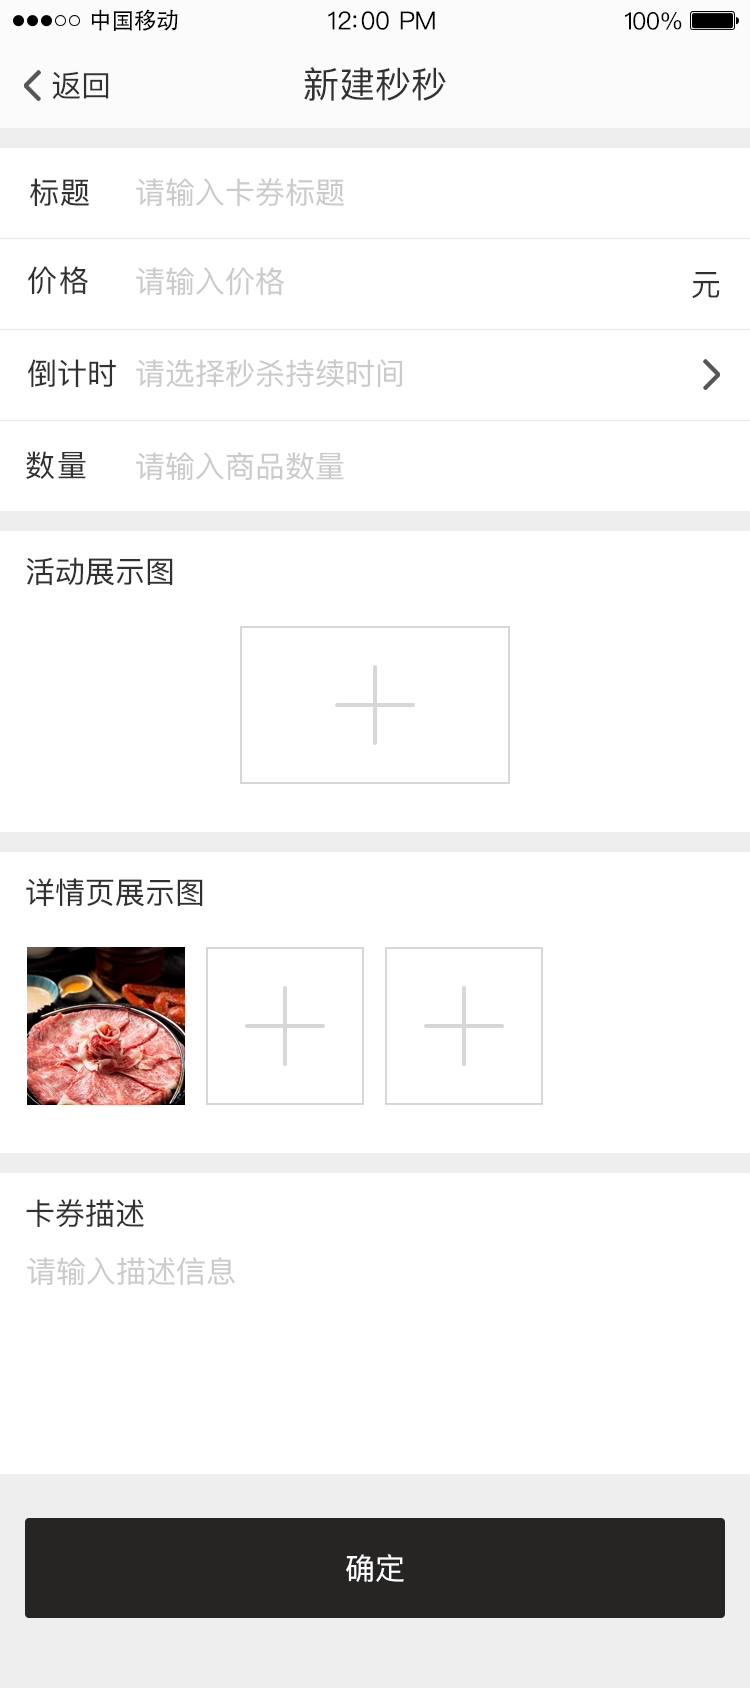 中国移动 12:00 PM 100%
返回 新建秒秒
标题 请输入卡券标题
价格 请输入价格 元
倒计时 请选择秒杀持续时间
数量 请输入商品数量
活动展示图
详情页展示图
卡券描述
请输入描述信息
确定